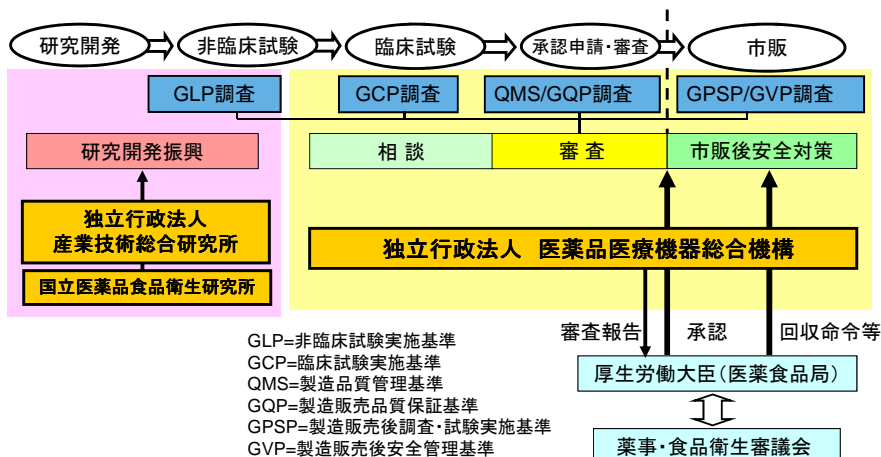 研究開発
非臨床試験
臨床試験
承認申請・審査
市販
GLP調査
GCP調査
QMS/GQP調査
GPSP/GVP調査
研究開発振興
相 談
審 査
市販後安全対策
独立行政法人
産業技術総合研究所
国立医薬品食品衛生研究所
独立行政法人 医薬品医療機器総合機構
審査報告
承認
回収命令等
GLP=非臨床試験実施基準
GCP=臨床試験実施基準
QMS=製造品質管理基準
GQP=製造販売品質保証基準
GPSP=製造販売後調査・試験実施基準
GVP=製造販売後安全管理基準
厚生労働大臣(医薬食品局)
薬事・食品衛生審議会